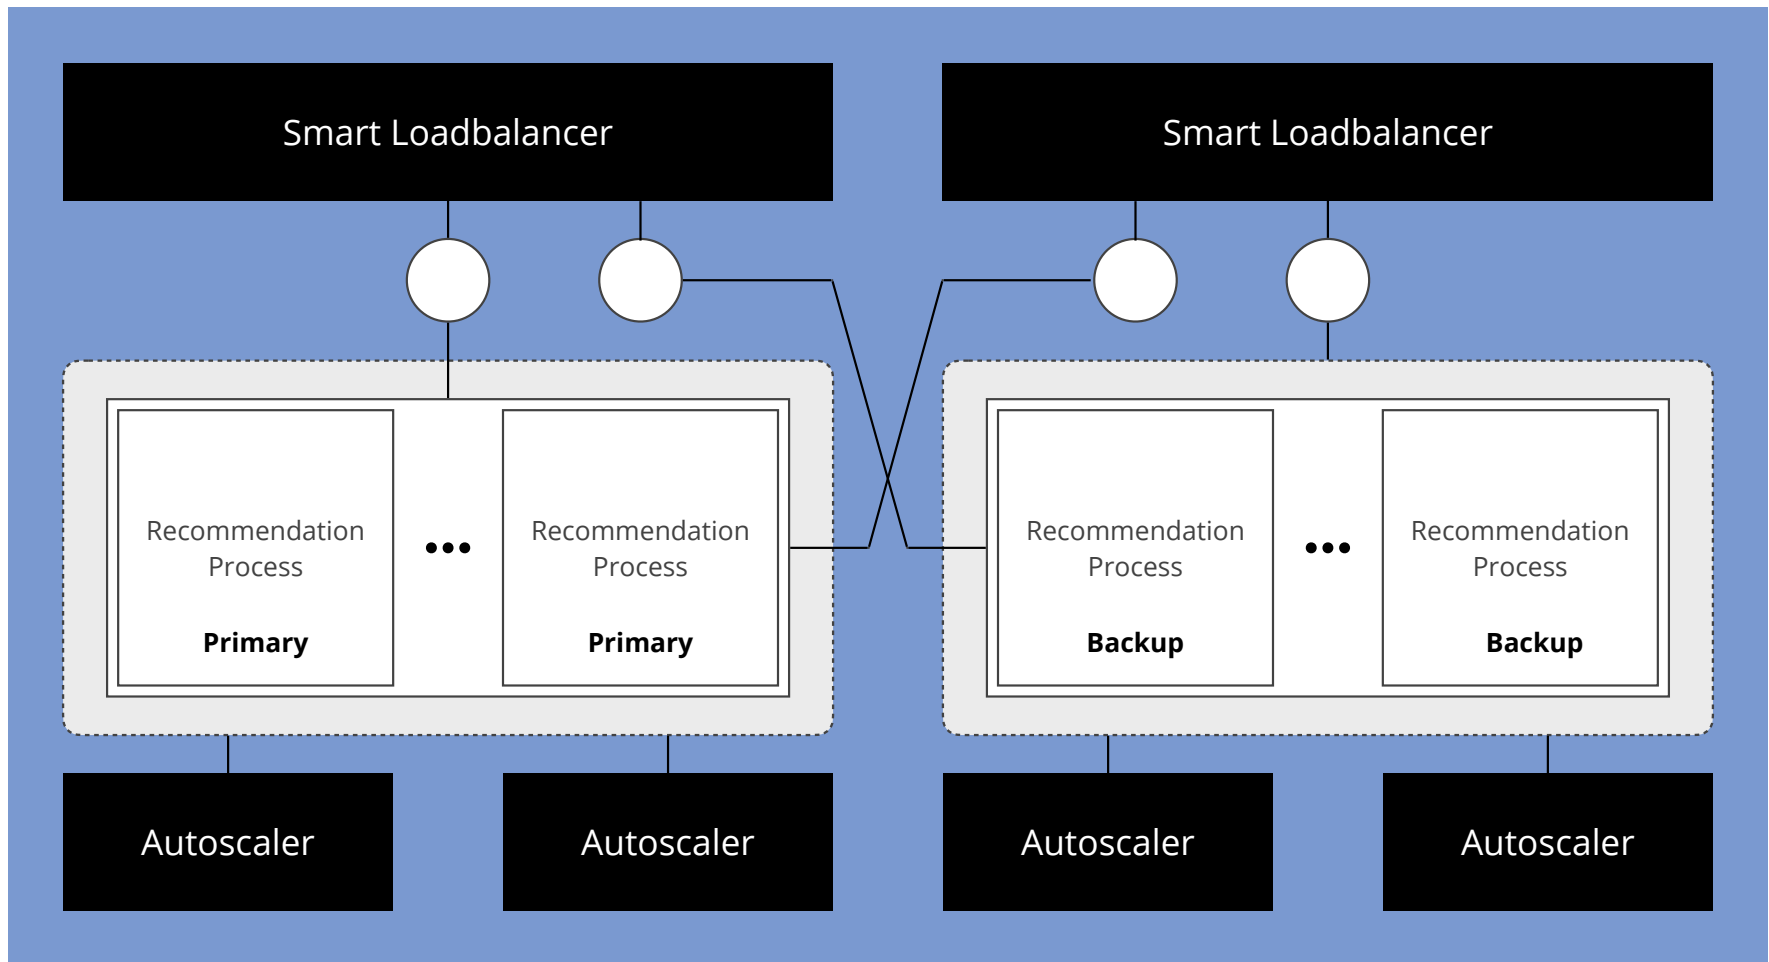 Smart Loadbalancer
Smart Loadbalancer
Recommendation
Process
Primary
Recommendation
Process
Primary
Recommendation
Process
Backup
Recommendation
Process
Backup
Autoscaler
Autoscaler
Autoscaler
Autoscaler